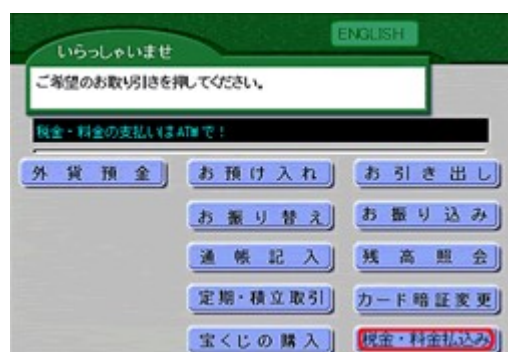 ENGLISH
いらっしゃいませ
ご希望のお取り引きを押してください。
税金・料金の支払いはATMで!
外貨預金 お預け入れ お引き出し
お振り替え お振り込み
通帳記入 残高照会
定期・積立取引 カード暗証変更
宝くじの購入 税金・料金払込み